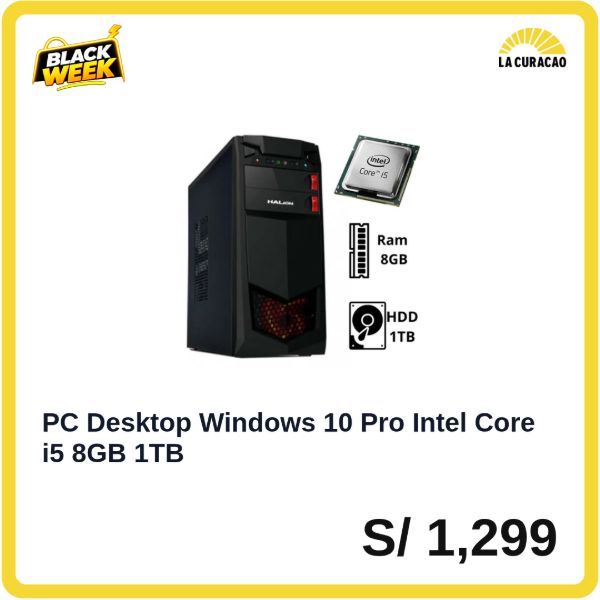 BLACK
WEEK
LA CURACAO
intel
Core™ i5
HALION
Ram
8GB
HDD
1TB
PC Desktop Windows 10 Pro Intel Core
i5 8GB 1TB
S/ 1,299